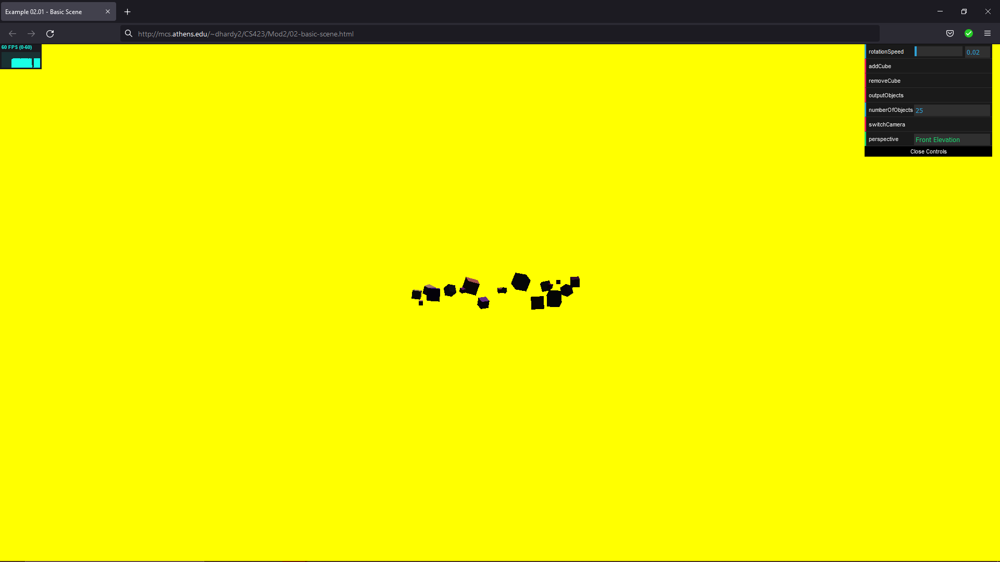 Example 02.01 - Basic Scene
http://mcs.athens.edu/~dhardy2/CS423/Mod2/02-basic-scene.html
60 FPS (0-60)
rotationSpeed 0.02
addCube
removeCube
outputObjects
numberOfObjects 25
switchCamera
perspective Front Elevation
Close Controls